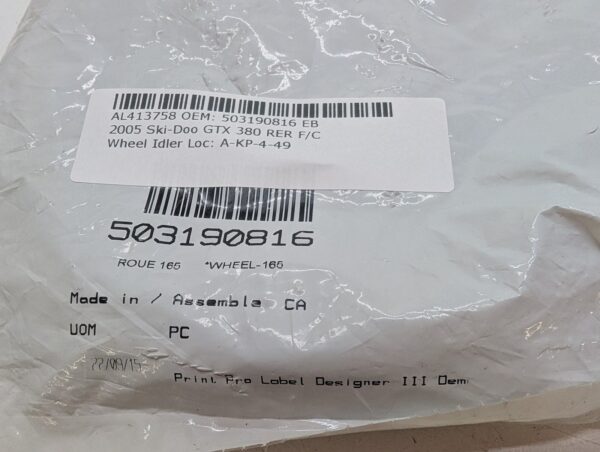 AL413758 OEM: 503190816 EB
2005 Ski-Doo GTX 380 RER F/C
Wheel Idler Loc: A-KP-4-49
503190816
ROUE 165 *WHEEL-165
Made in / Assemble CA
UOM PC
Print Pro Label Designer III Dem